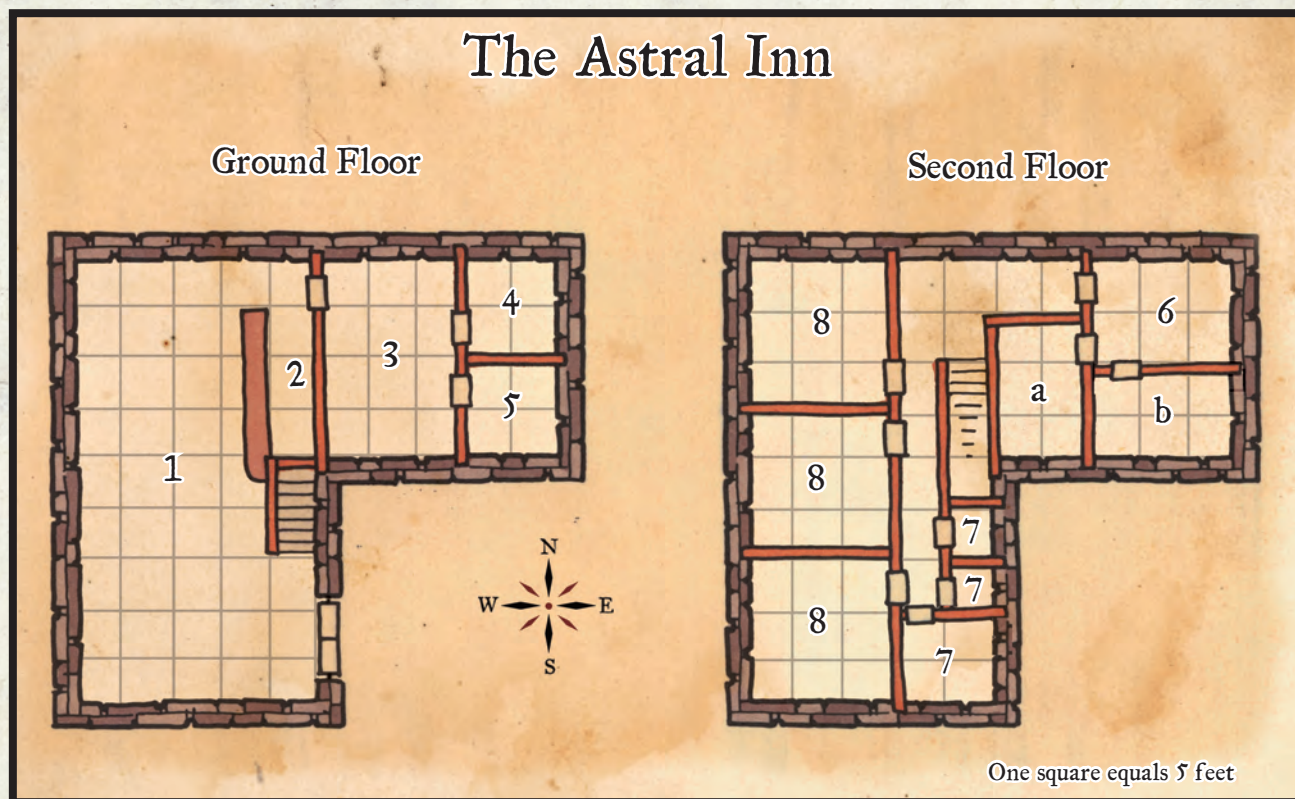 The Astral Inn
Ground Floor
Second Floor
1
2
3
4
5
N
W E
S
8
8
8
a
6
b
7
7
7
One square equals 5 feet